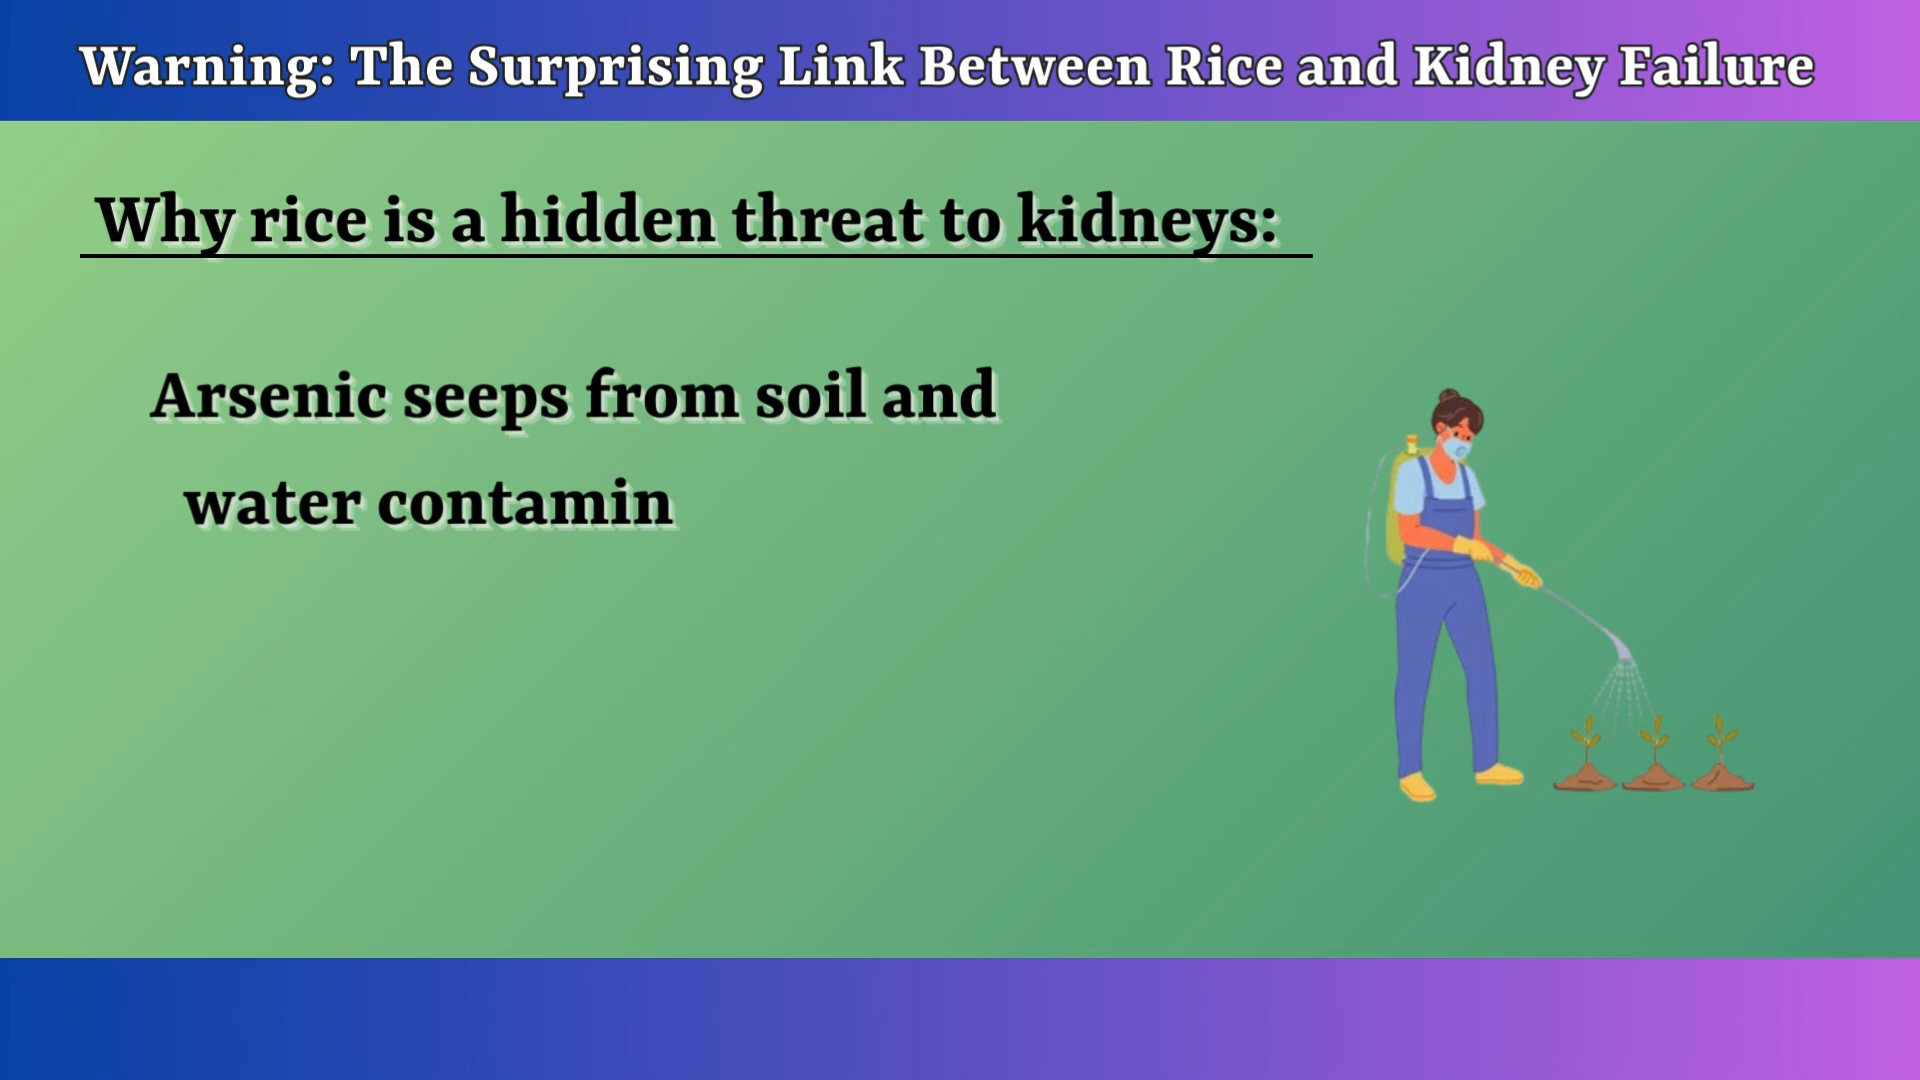 Warning: The Surprising Link Between Rice and Kidney Failure
Why rice is a hidden threat to kidneys:
Arsenic seeps from soil and
water contamin